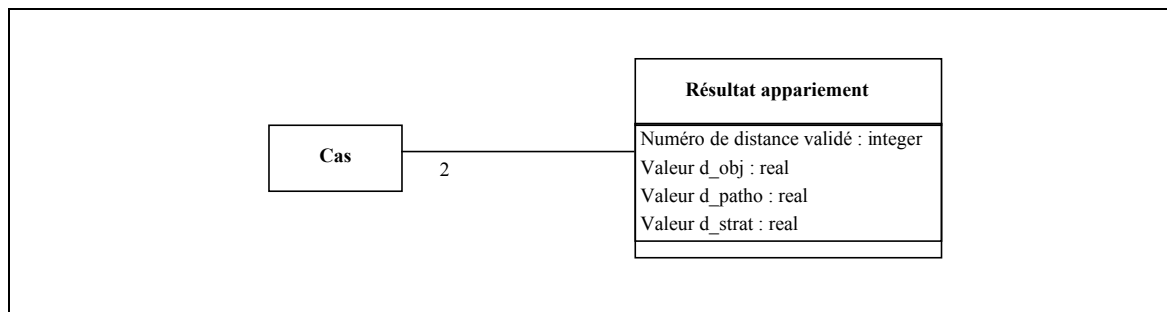 Résultat appariement
Numéro de distance validé : integer
Cas
2
Valeur d_obj : real
Valeur d_patho : real
Valeur d_strat : real